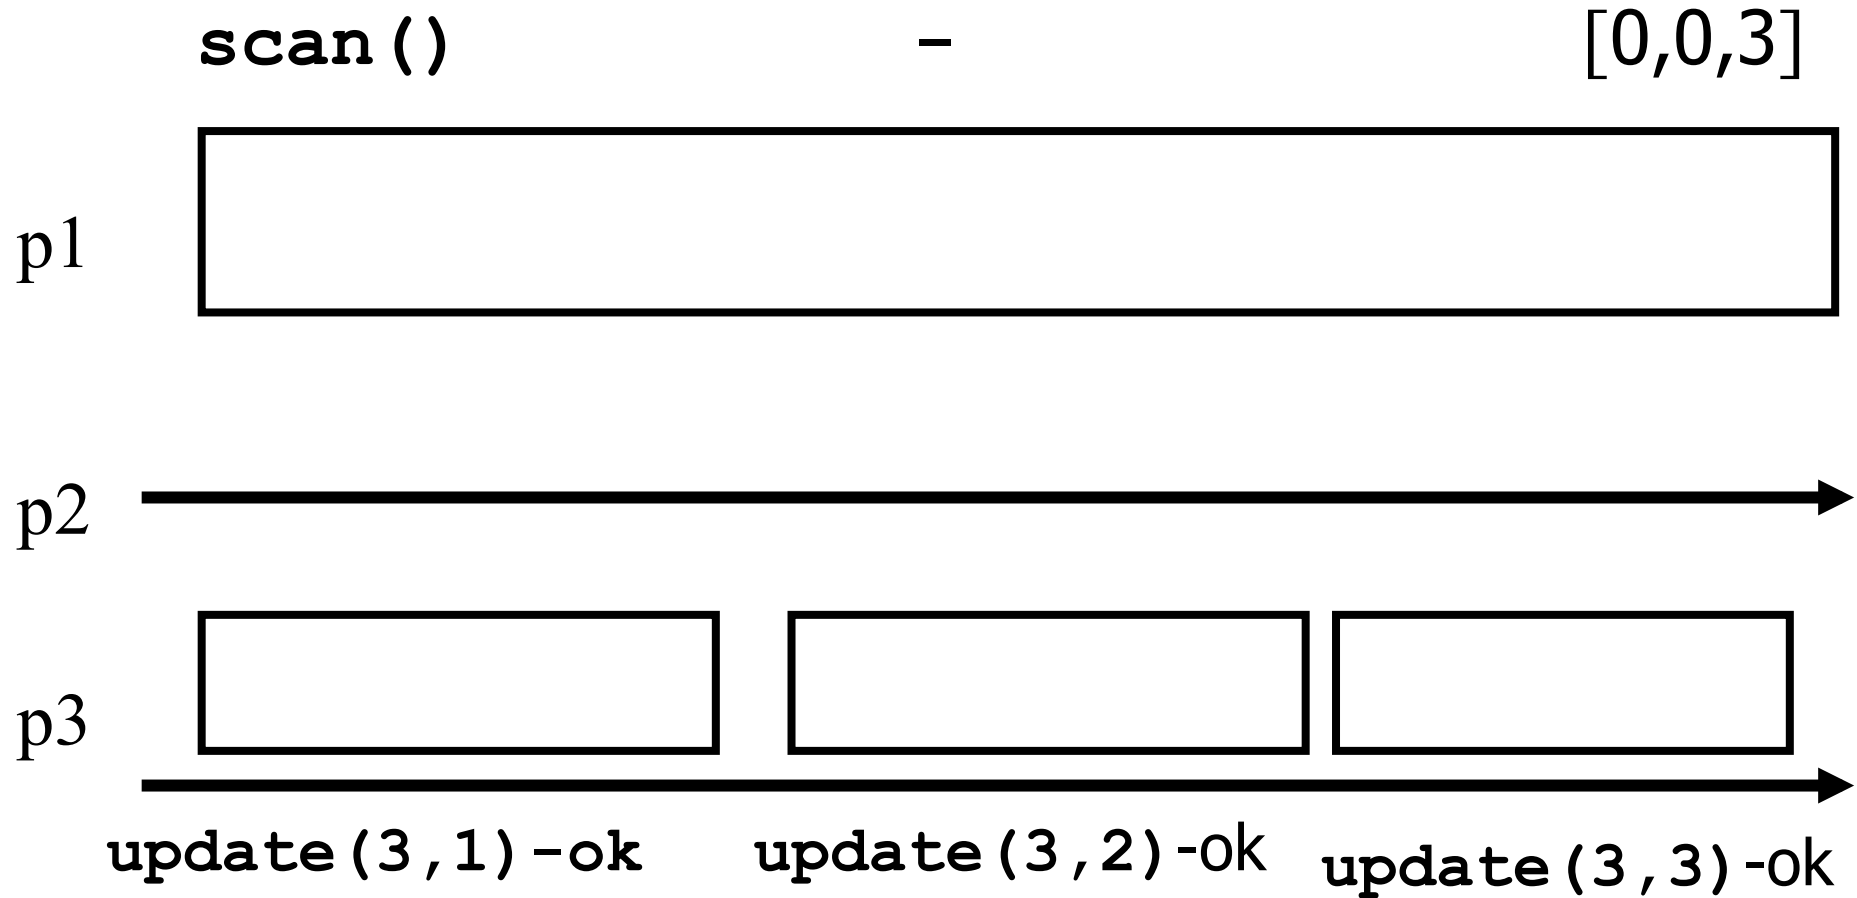 scan() - [0,0,3]
p1
p2
p3
update(3,1)-ok update(3,2)-ok update(3,3)-ok